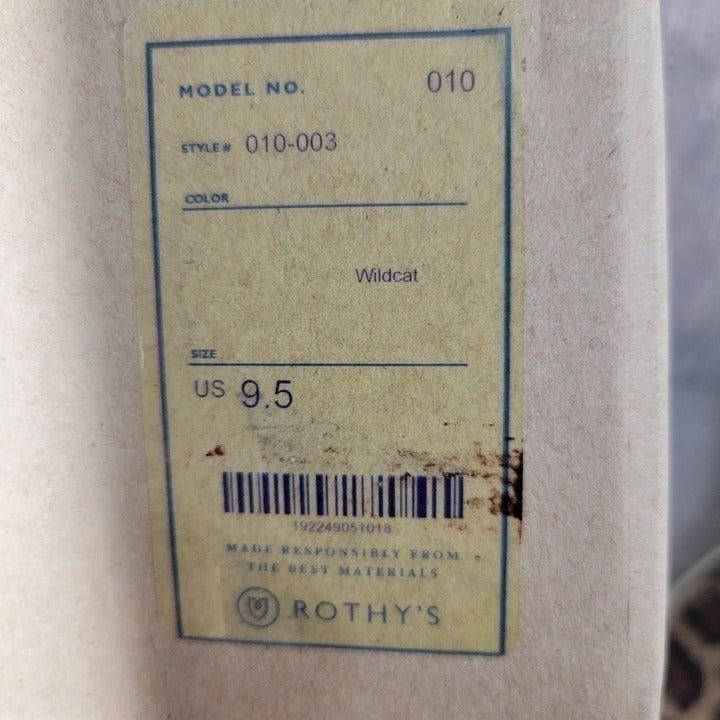 MODEL NO. 010
STYLE# 010-003
COLOR
Wildcat
SIZE
US 9.5
192249051018
MADE RESPONSIBLY FROM
THE BEST MATERIALS
ROTHY'S